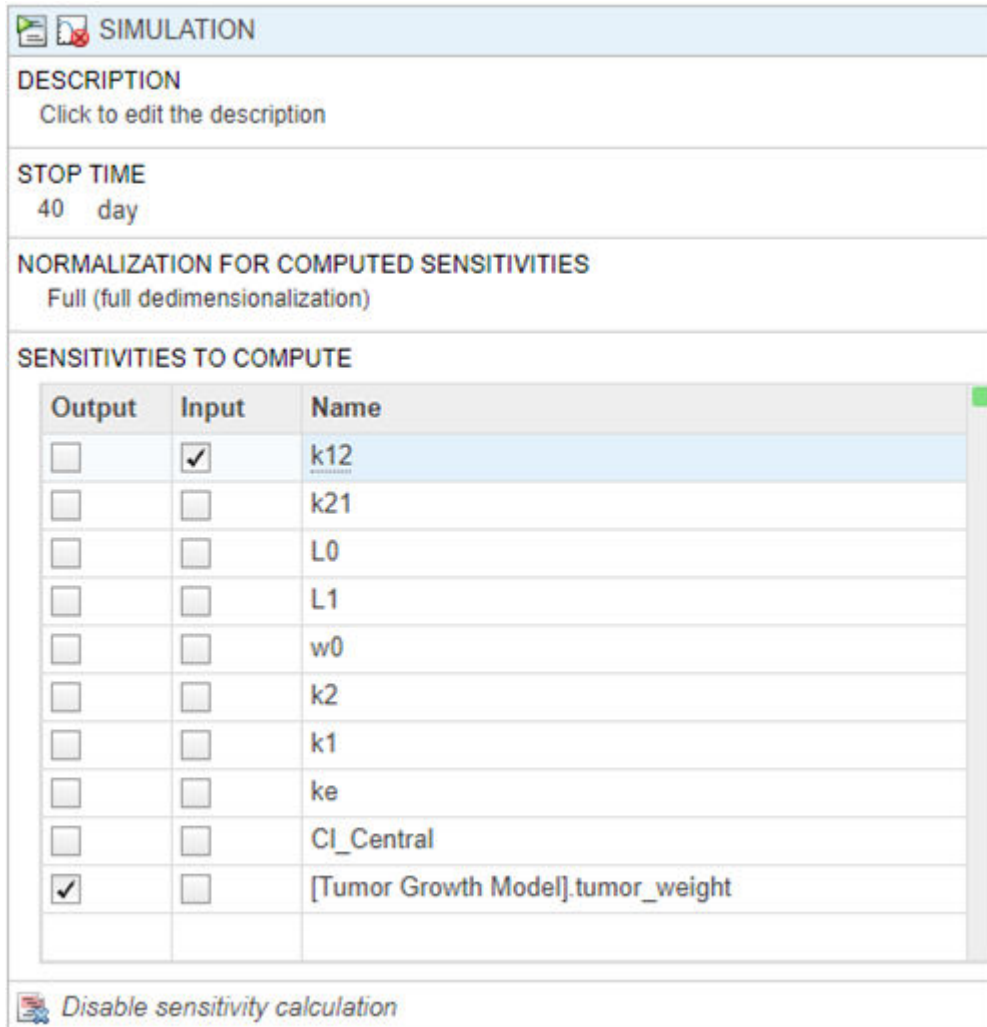 SIMULATION
DESCRIPTION
Click to edit the description
STOP TIME
40 day
NORMALIZATION FOR COMPUTED SENSITIVITIES
Full (full dedimensionalization)
SENSITIVITIES TO COMPUTE
Output Input Name
k12
k21
L0
L1
w0
k2
k1
ke
Cl_Central
[Tumor Growth Model].tumor_weight
Disable sensitivity calculation